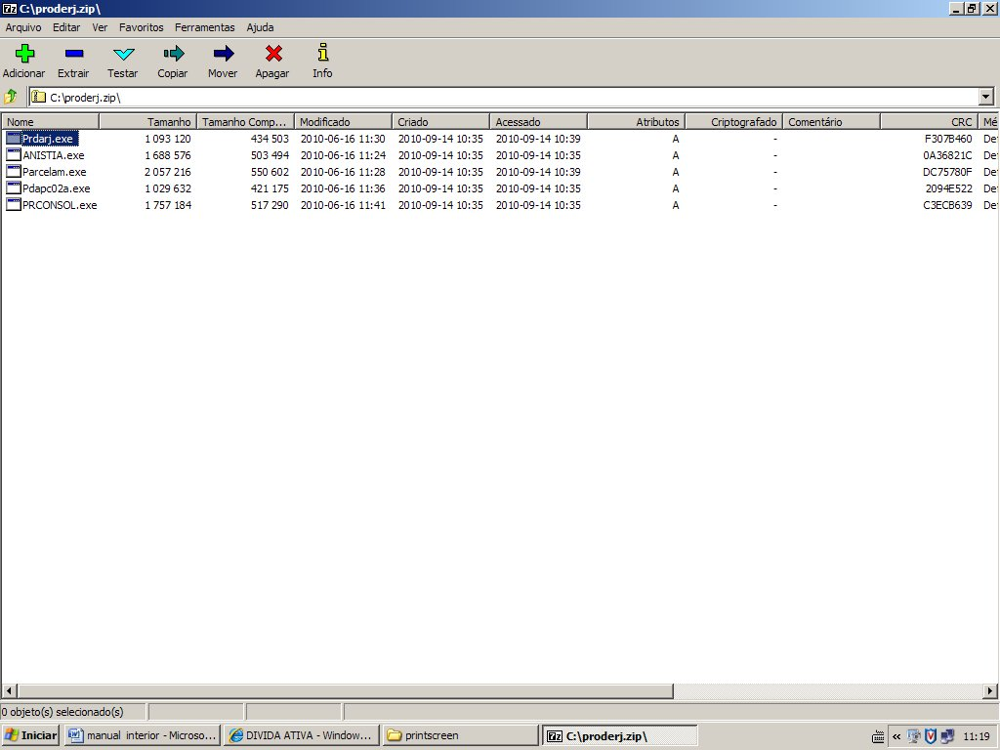 C:\proderj.zip\
Arquivo Editar Ver Favoritos Ferramentas Ajuda
Adicionar Extrair Testar Copiar Mover Apagar Info
C:\proderj.zip\
Nome Tamanho Tamanho Comp... Modificado Criado Acessado Atributos Criptografado Comentário CRC Mé
Prdarj.exe 1 093 120 434 503 2010-06-16 11:30 2010-09-14 10:35 2010-09-14 10:39 A - F307B460 De
ANISTIA.exe 1 688 576 503 494 2010-06-16 11:24 2010-09-14 10:35 2010-09-14 10:35 A - 0A36821C De
Parcelam.exe 2 057 216 550 602 2010-06-16 11:28 2010-09-14 10:35 2010-09-14 10:39 A - DC75780F De
Pdapc02a.exe 1 029 632 421 175 2010-06-16 11:36 2010-09-14 10:35 2010-09-14 10:35 A - 2094E522 De
PRCONSOL.exe 1 757 184 517 290 2010-06-16 11:41 2010-09-14 10:35 2010-09-14 10:35 A - C3ECB639 De
0 objeto(s) selecionado(s)
Iniciar manual interior - Microso... DIVIDA ATIVA - Window... printscreen C:\proderj.zip\ « 11:19